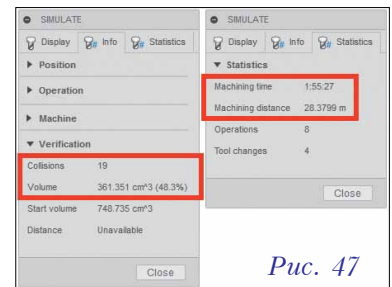 SIMULATE
Display Info Statistics
Position
Operation
Machine
Verification
Collisions 19
Volume 361.351 cm^3 (48.3%)
Start volume 748.735 cm^3
Distance Unavailable
Close
SIMULATE
Display Info Statistics
Statistics
Machining time 1:55:27
Machining distance 28.3799 m
Operations 8
Tool changes 4
Close
Рис. 47